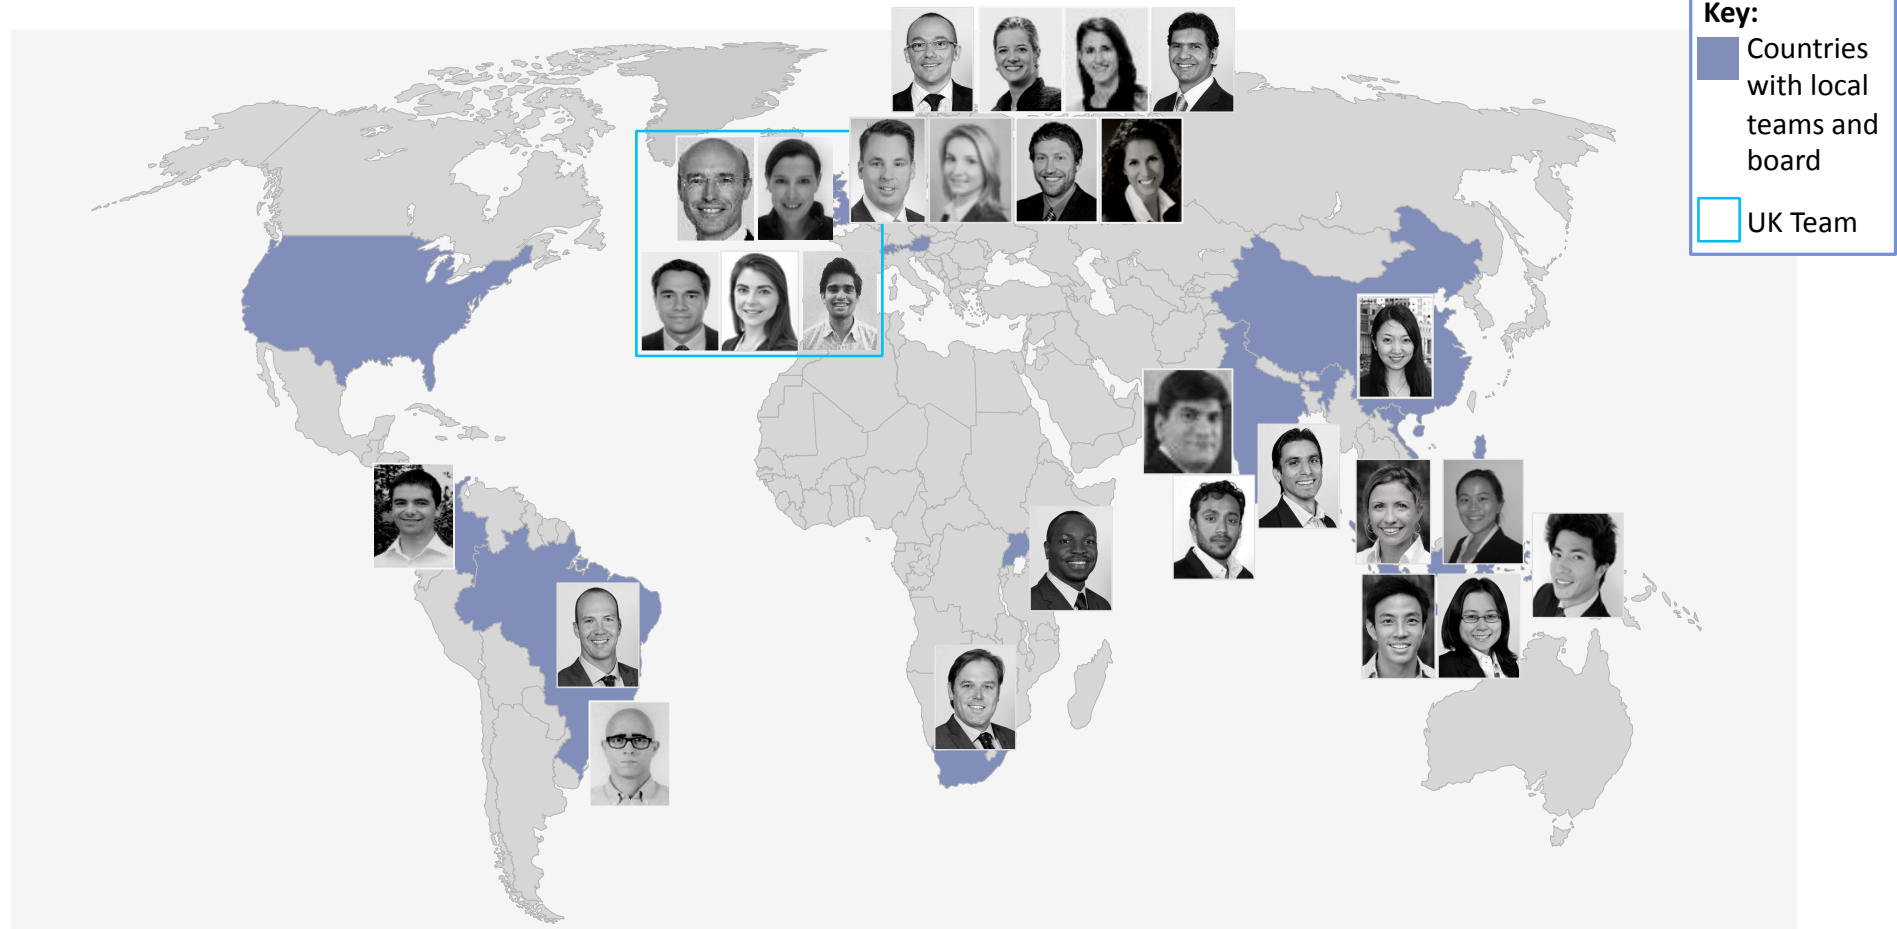 Key:
Countries
with local
teams and
board
UK Team